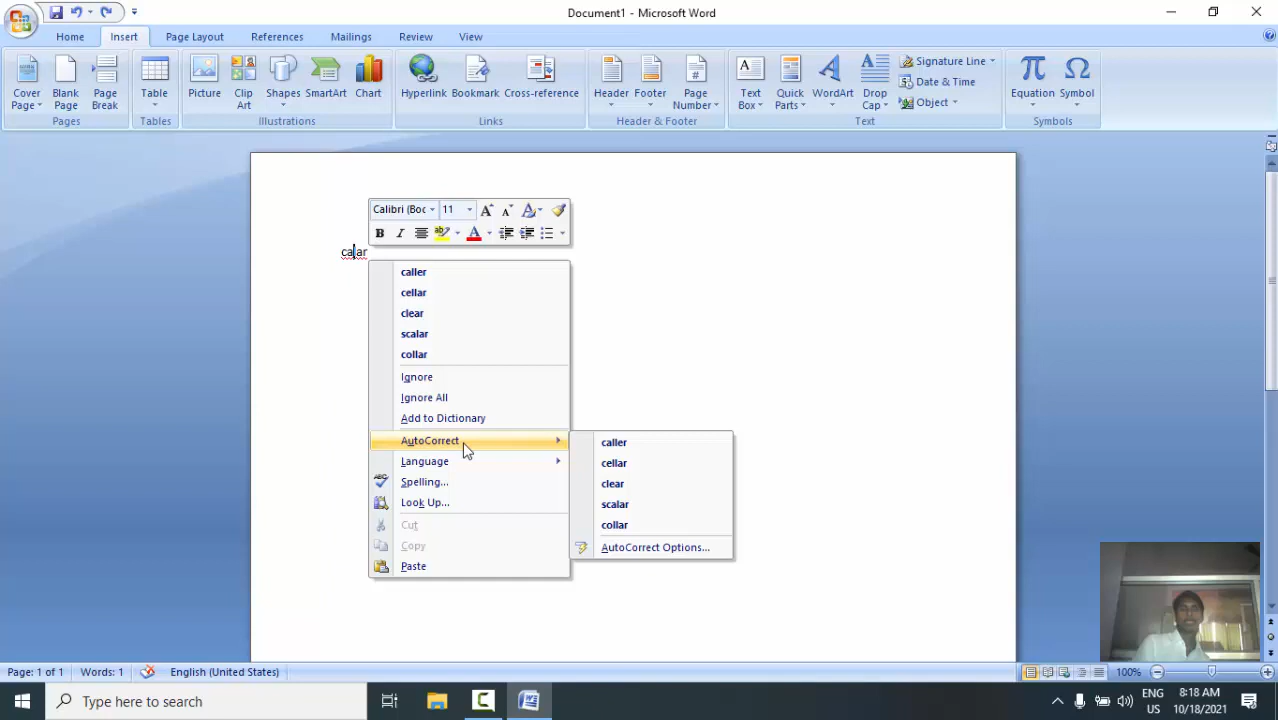 Document1 - Microsoft Word
Home Insert Page Layout References Mailings Review View
Cover Page Blank Page Page Break Table Picture Clip Art Shapes SmartArt Chart Hyperlink Bookmark Cross-reference Header Footer Page Number Text Box Quick Parts WordArt Drop Cap Signature Line Date & Time Object Equation Symbol
Pages Tables Illustrations Links Header & Footer Text Symbols
Calibri (Boc 11
calar
caller
cellar
clear
scalar
collar
Ignore
Ignore All
Add to Dictionary
AutoCorrect
Language
Spelling...
Look Up...
Cut
Copy
Paste
caller
cellar
clear
scalar
collar
AutoCorrect Options...
Page: 1 of 1 Words: 1 English (United States) 100%
Type here to search
ENG US
8:18 AM
10/18/2021